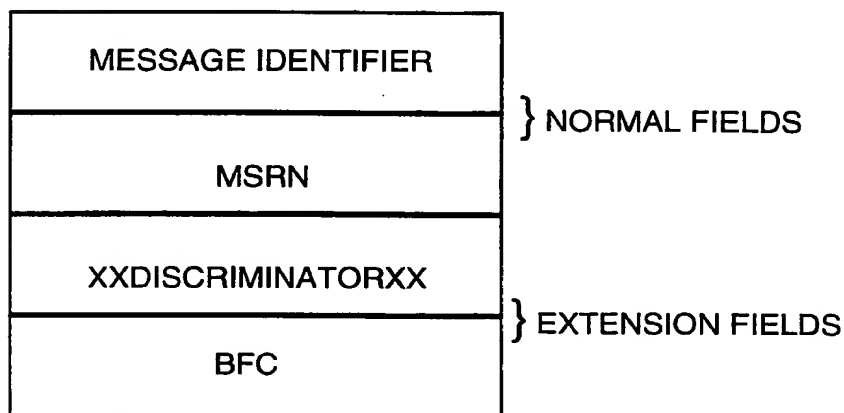 MESSAGE IDENTIFIER
} NORMAL FIELDS
MSRN
XXDISCRIMINATORXX
} EXTENSION FIELDS
BFC